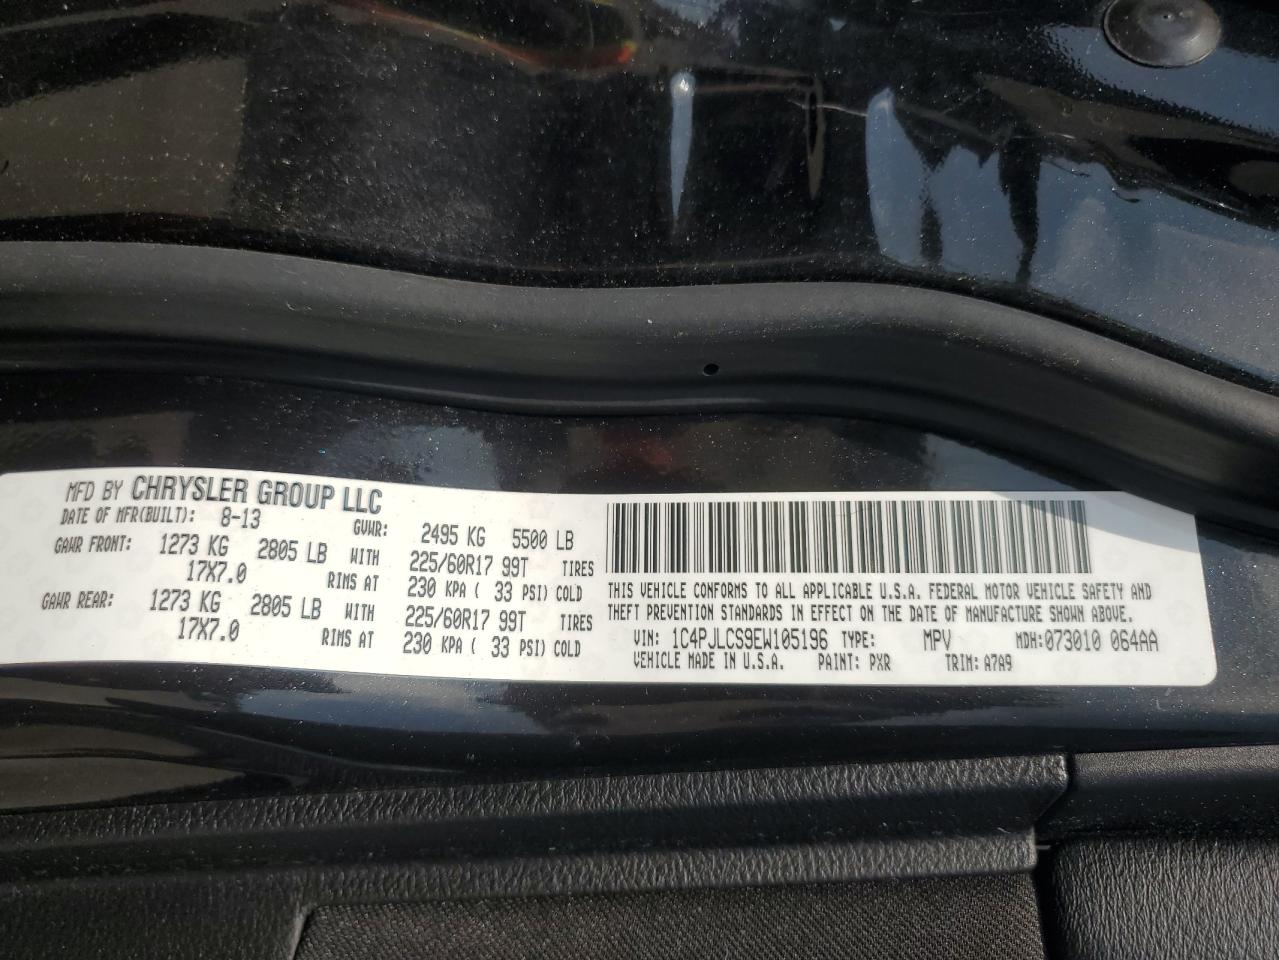 MFD BY CHRYSLER GROUP LLC
DATE OF MFR(BUILT): 8-13 GVWR: 2495 KG 5500 LB
GAWR FRONT: 1273 KG 2805 LB WITH 225/60R17 99T TIRES
17X7.0 RIMS AT 230 KPA ( 33 PSI) COLD
GAWR REAR: 1273 KG 2805 LB WITH 225/60R17 99T TIRES
17X7.0 RIMS AT 230 KPA ( 33 PSI) COLD
THIS VEHICLE CONFORMS TO ALL APPLICABLE U.S.A. FEDERAL MOTOR VEHICLE SAFETY AND
THEFT PREVENTION STANDARDS IN EFFECT ON THE DATE OF MANUFACTURE SHOWN ABOVE.
VIN: 1C4PJLCS9EW105196 TYPE: MPV MDH:073010 064AA
VEHICLE MADE IN U.S.A. PAINT: PXR TRIM: A7A9